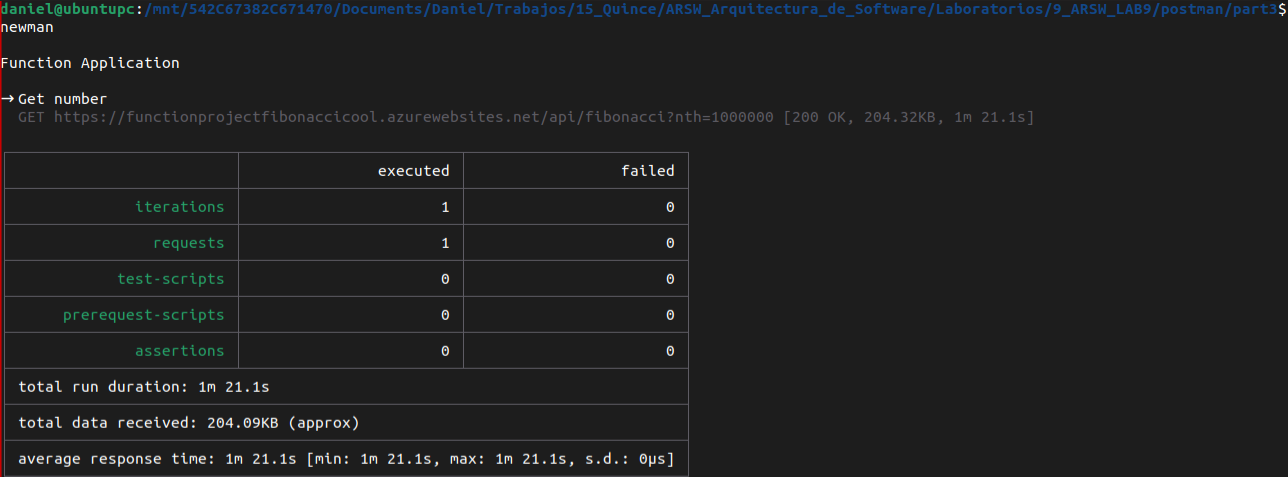 daniel@ubuntupc:/mnt/542C67382C671470/Documents/Daniel/Trabajos/15_Quince/ARSW_Arquitectura_de_Software/Laboratorios/9_ARSW_LAB9/postman/part3$
newman
Function Application
→ Get number
GET https://functionprojectfibonaccicool.azurewebsites.net/api/fibonacci?nth=1000000 [200 OK, 204.32KB, 1m 21.1s]
executed failed
iterations 1 0
requests 1 0
test-scripts 0 0
prerequest-scripts 0 0
assertions 0 0
total run duration: 1m 21.1s
total data received: 204.09KB (approx)
average response time: 1m 21.1s [min: 1m 21.1s, max: 1m 21.1s, s.d.: 0µs]